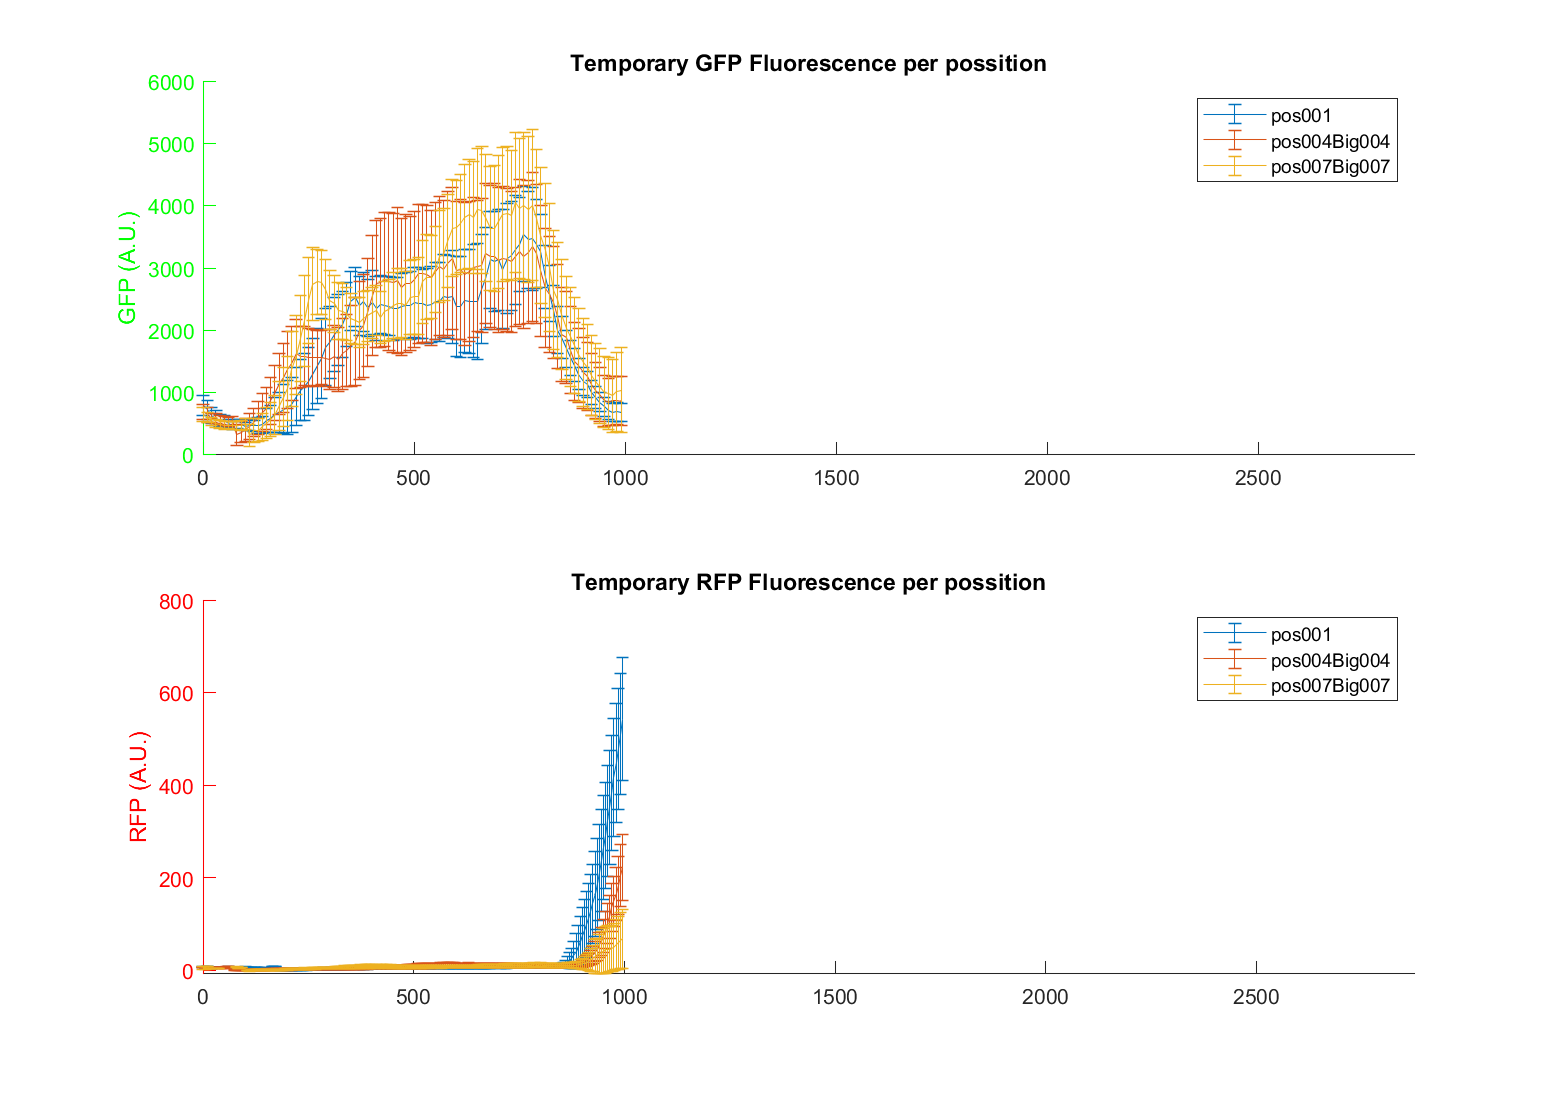 Temporary GFP Fluorescence per possition
6000
5000
4000
3000
2000
1000
0
GFP (A.U.)
0 500 1000 1500 2000 2500
pos001
pos004Big004
pos007Big007
Temporary RFP Fluorescence per possition
800
600
400
200
0
RFP (A.U.)
0 500 1000 1500 2000 2500
pos001
pos004Big004
pos007Big007